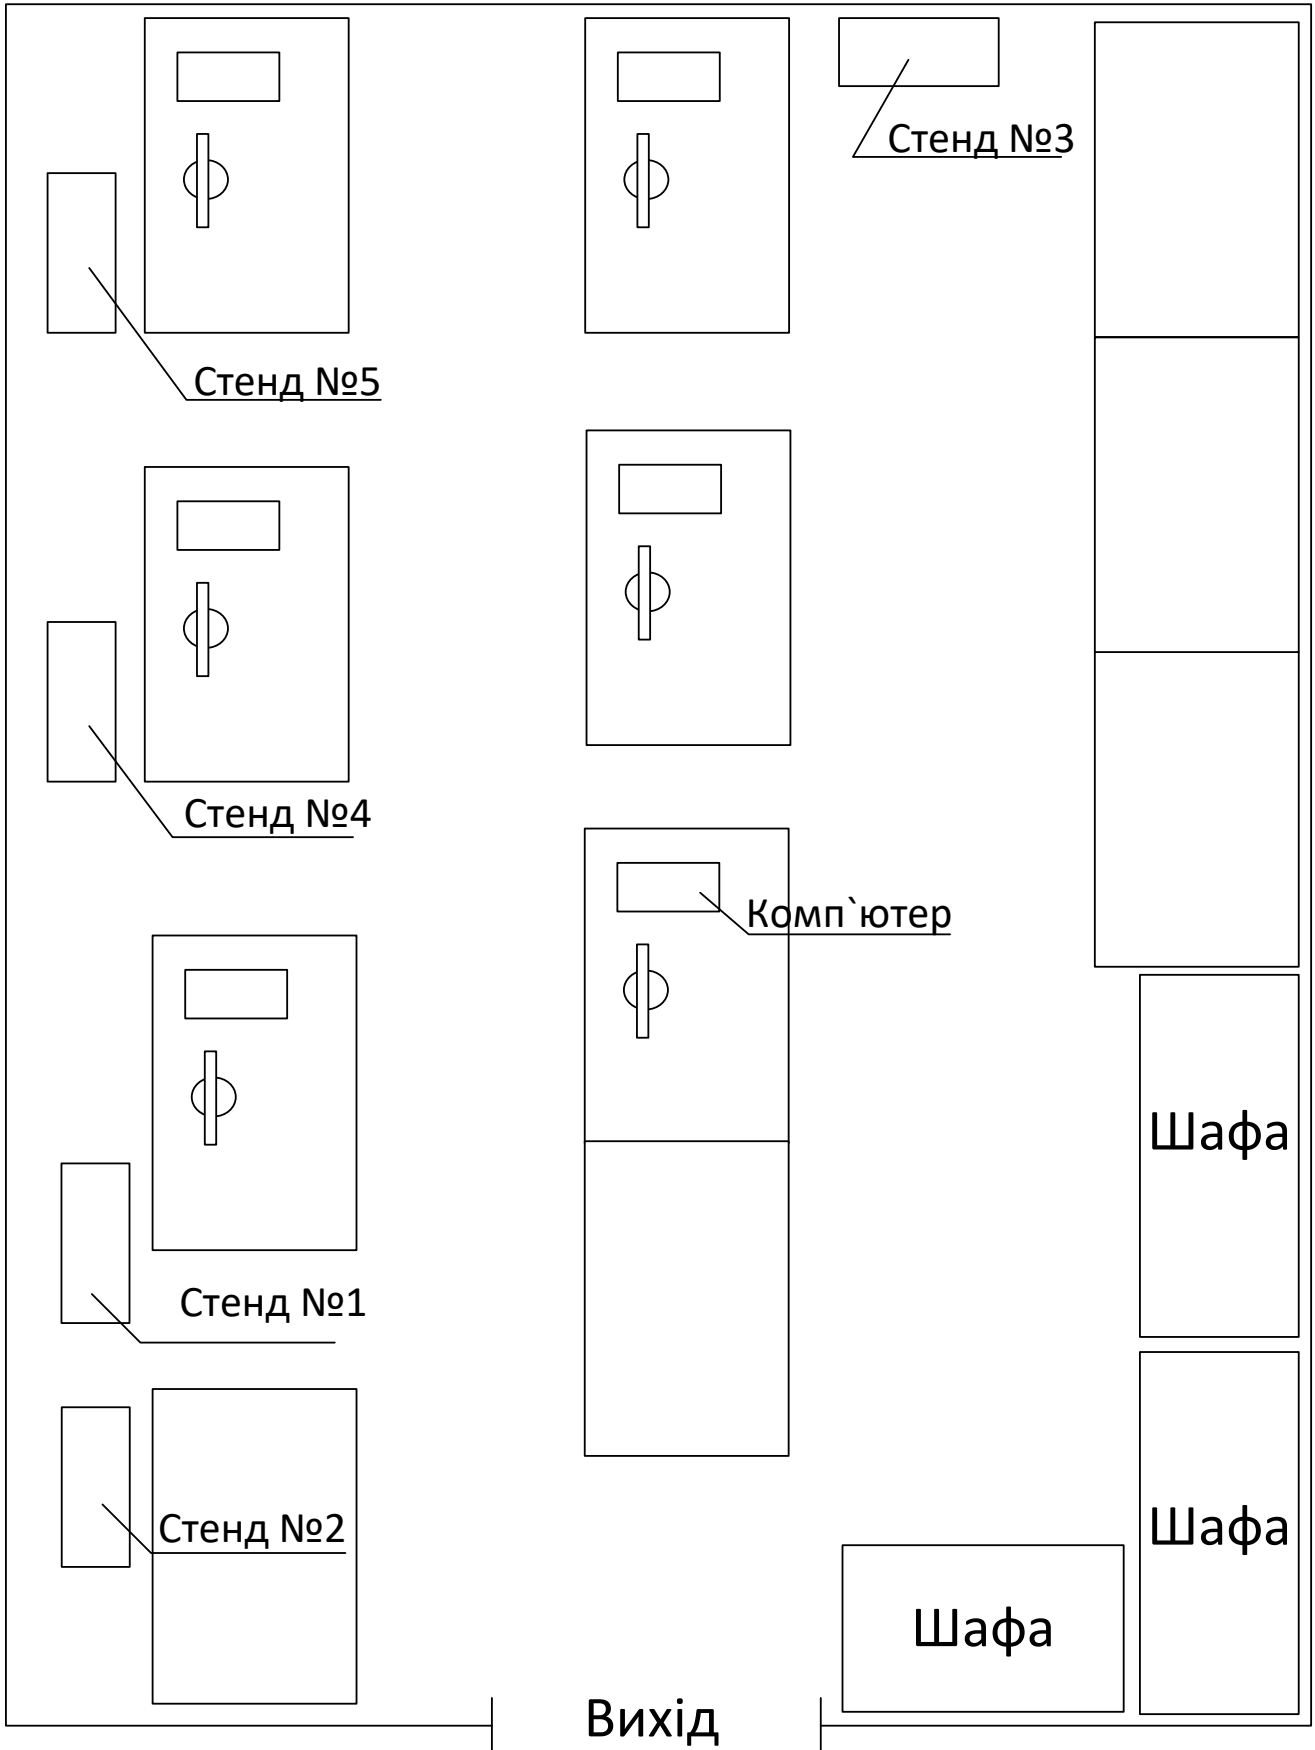 Стенд №3
Стенд №5
Стенд №4
Комп`ютер
Шафа
Стенд №1
Стенд №2
Шафа
Шафа
Вихід